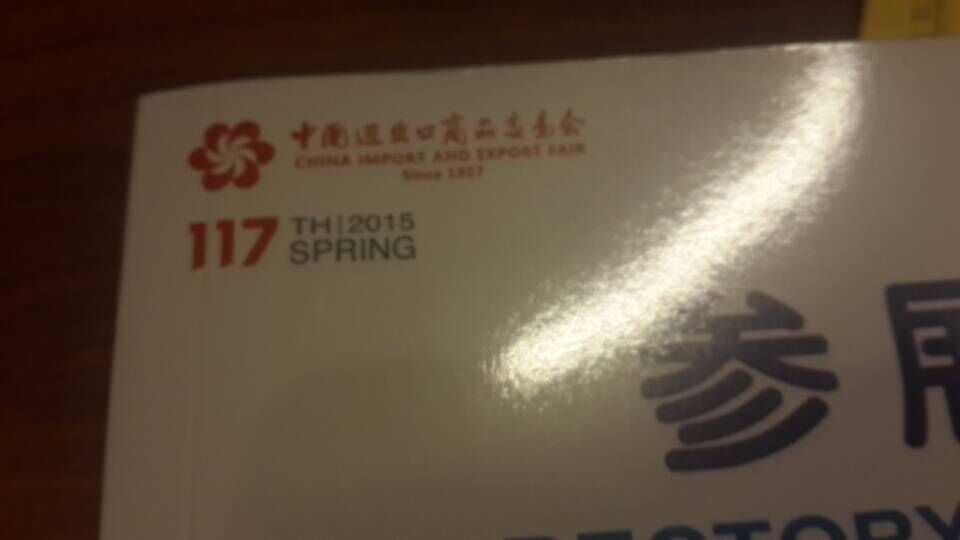 中国进出口商品交易会
CHINA IMPORT AND EXPORT FAIR
Since 1957
117 TH | 2015
SPRING
参展